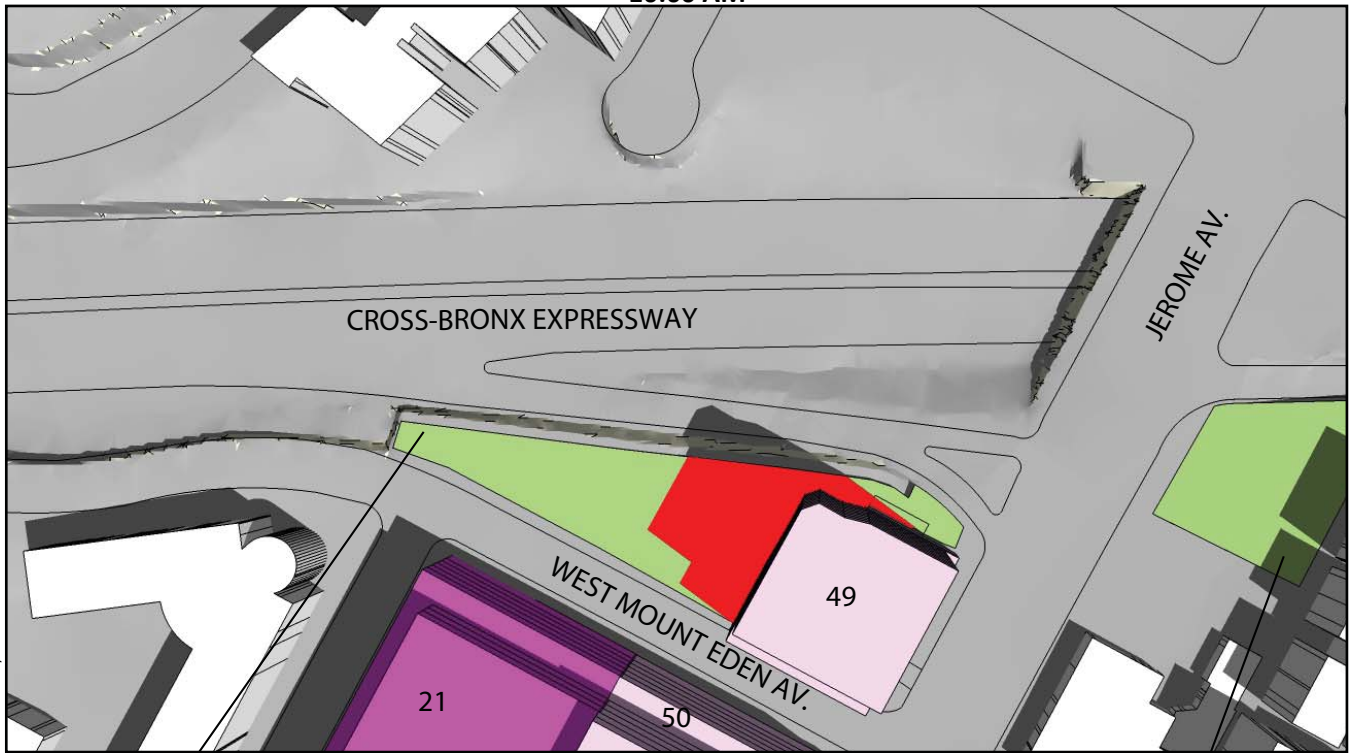 JEROME AV.
CROSS-BRONX EXPRESSWAY
WEST MOUNT EDEN AV.
49
21
50